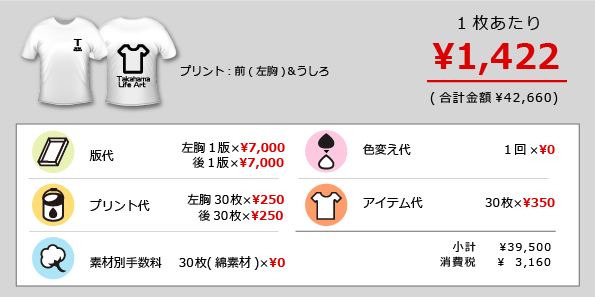 T
Takahama
Life Art
プリント：前(左胸)&うしろ
1枚あたり
¥1,422
(合計金額 ¥42,660)
版代
左胸1版×¥7,000
後1版×¥7,000
色変え代
1回×¥0
プリント代
左胸30枚×¥250
後30枚×¥250
アイテム代
30枚×¥350
素材別手数料
30枚(綿素材)×¥0
小計 ¥39,500
消費税 ¥ 3,160